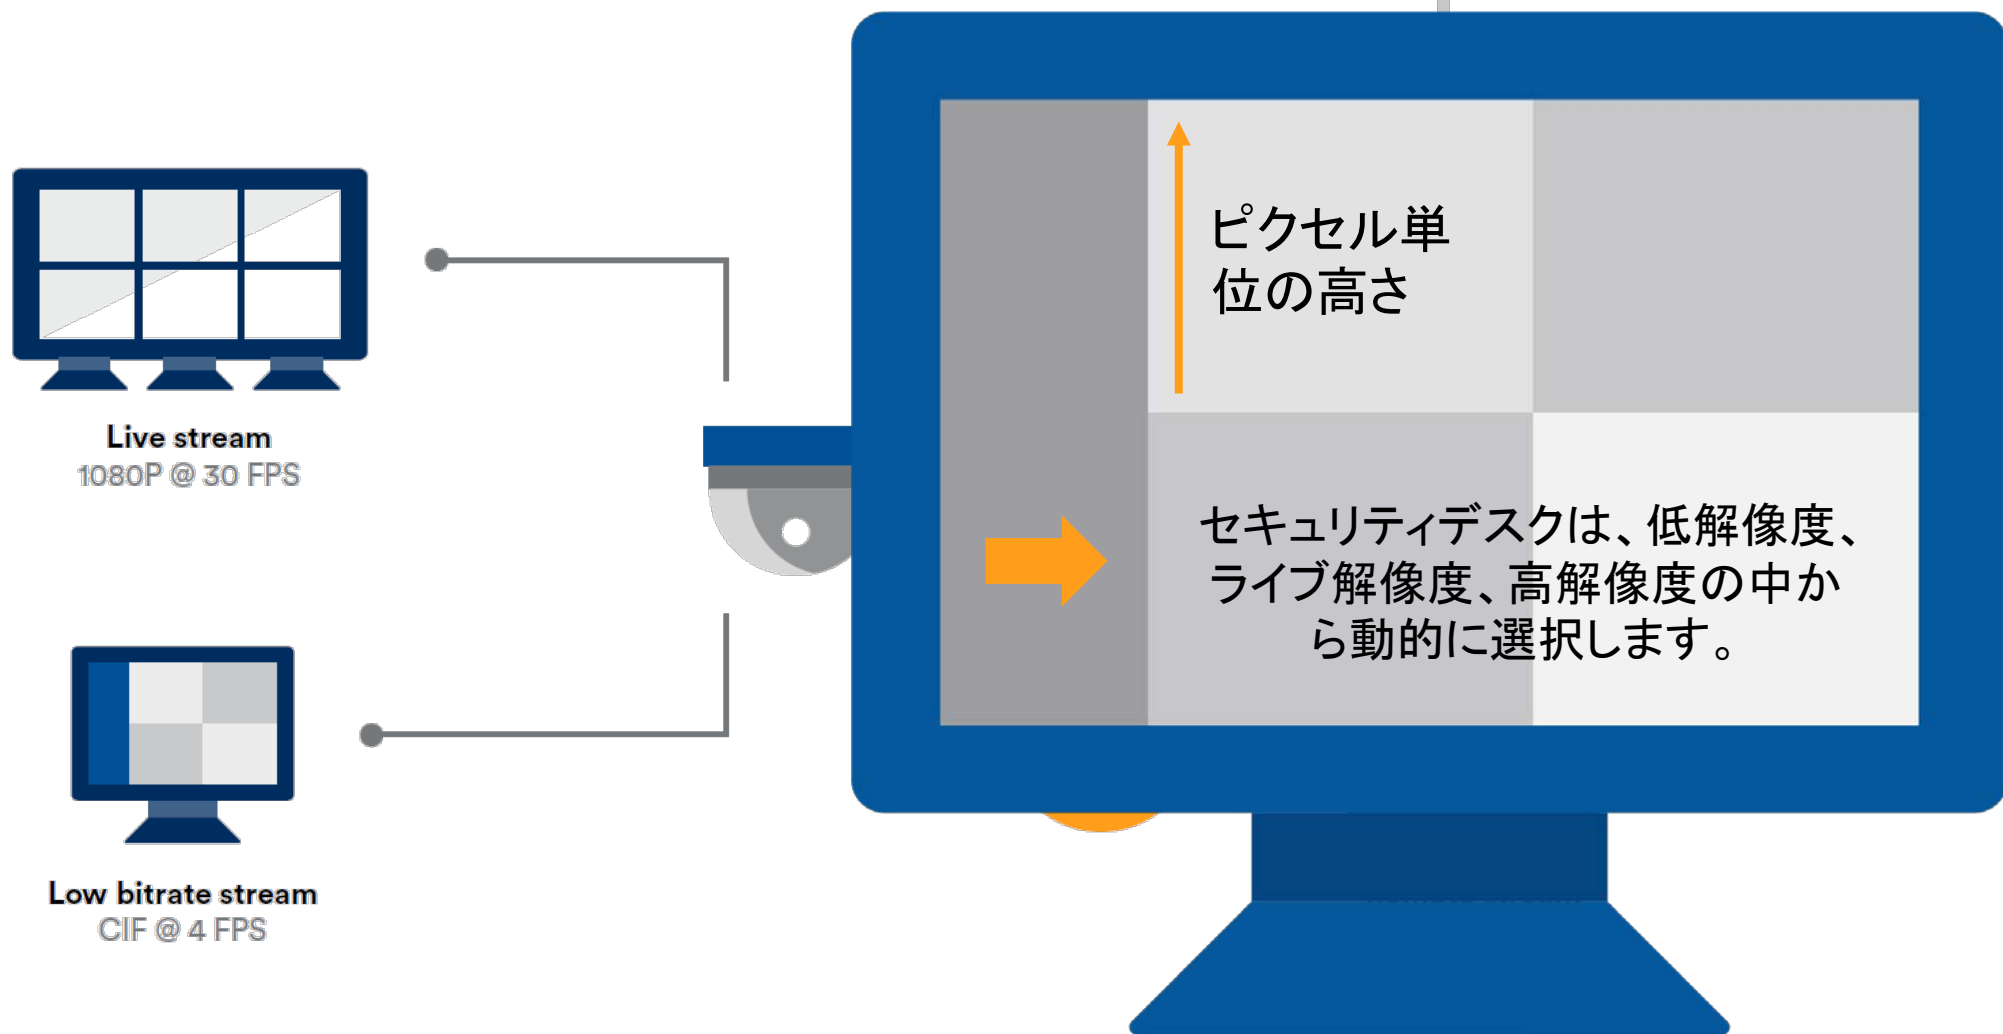 Live stream
1080P @ 30 FPS
Low bitrate stream
CIF @ 4 FPS
ピクセル単
位の高さ
セキュリティデスクは、低解像度、
ライブ解像度、高解像度の中か
ら動的に選択します。